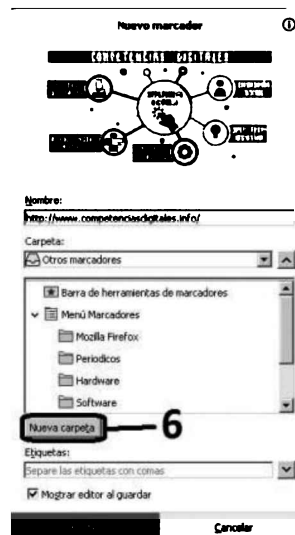 Nuevo marcador
COMPETENCIAS DIGITALES
Nombre:
http://www.competenciasdigitales.info/
Carpeta:
Otros marcadores
Barra de herramientas de marcadores
Menú Marcadores
Mozilla Firefox
Periodicos
Hardware
Software
Nueva carpeta
6
Etiquetas:
Separe las etiquetas con comas
Mostrar editor al guardar
Cancelar